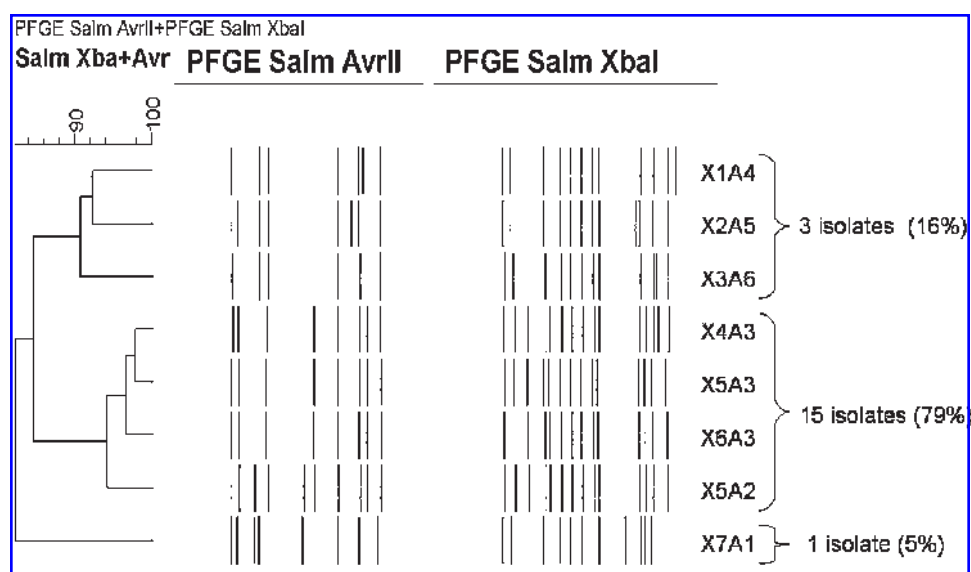 PFGE Salm AvrII+PFGE Salm XbaI
Salm Xba+Avr PFGE Salm AvrII PFGE Salm XbaI
90 100
X1A4
X2A5 3 isolates (16%)
X3A6
X4A3
X5A3
15 isolates (79%)
X6A3
X5A2
X7A1 1 isolate (5%)